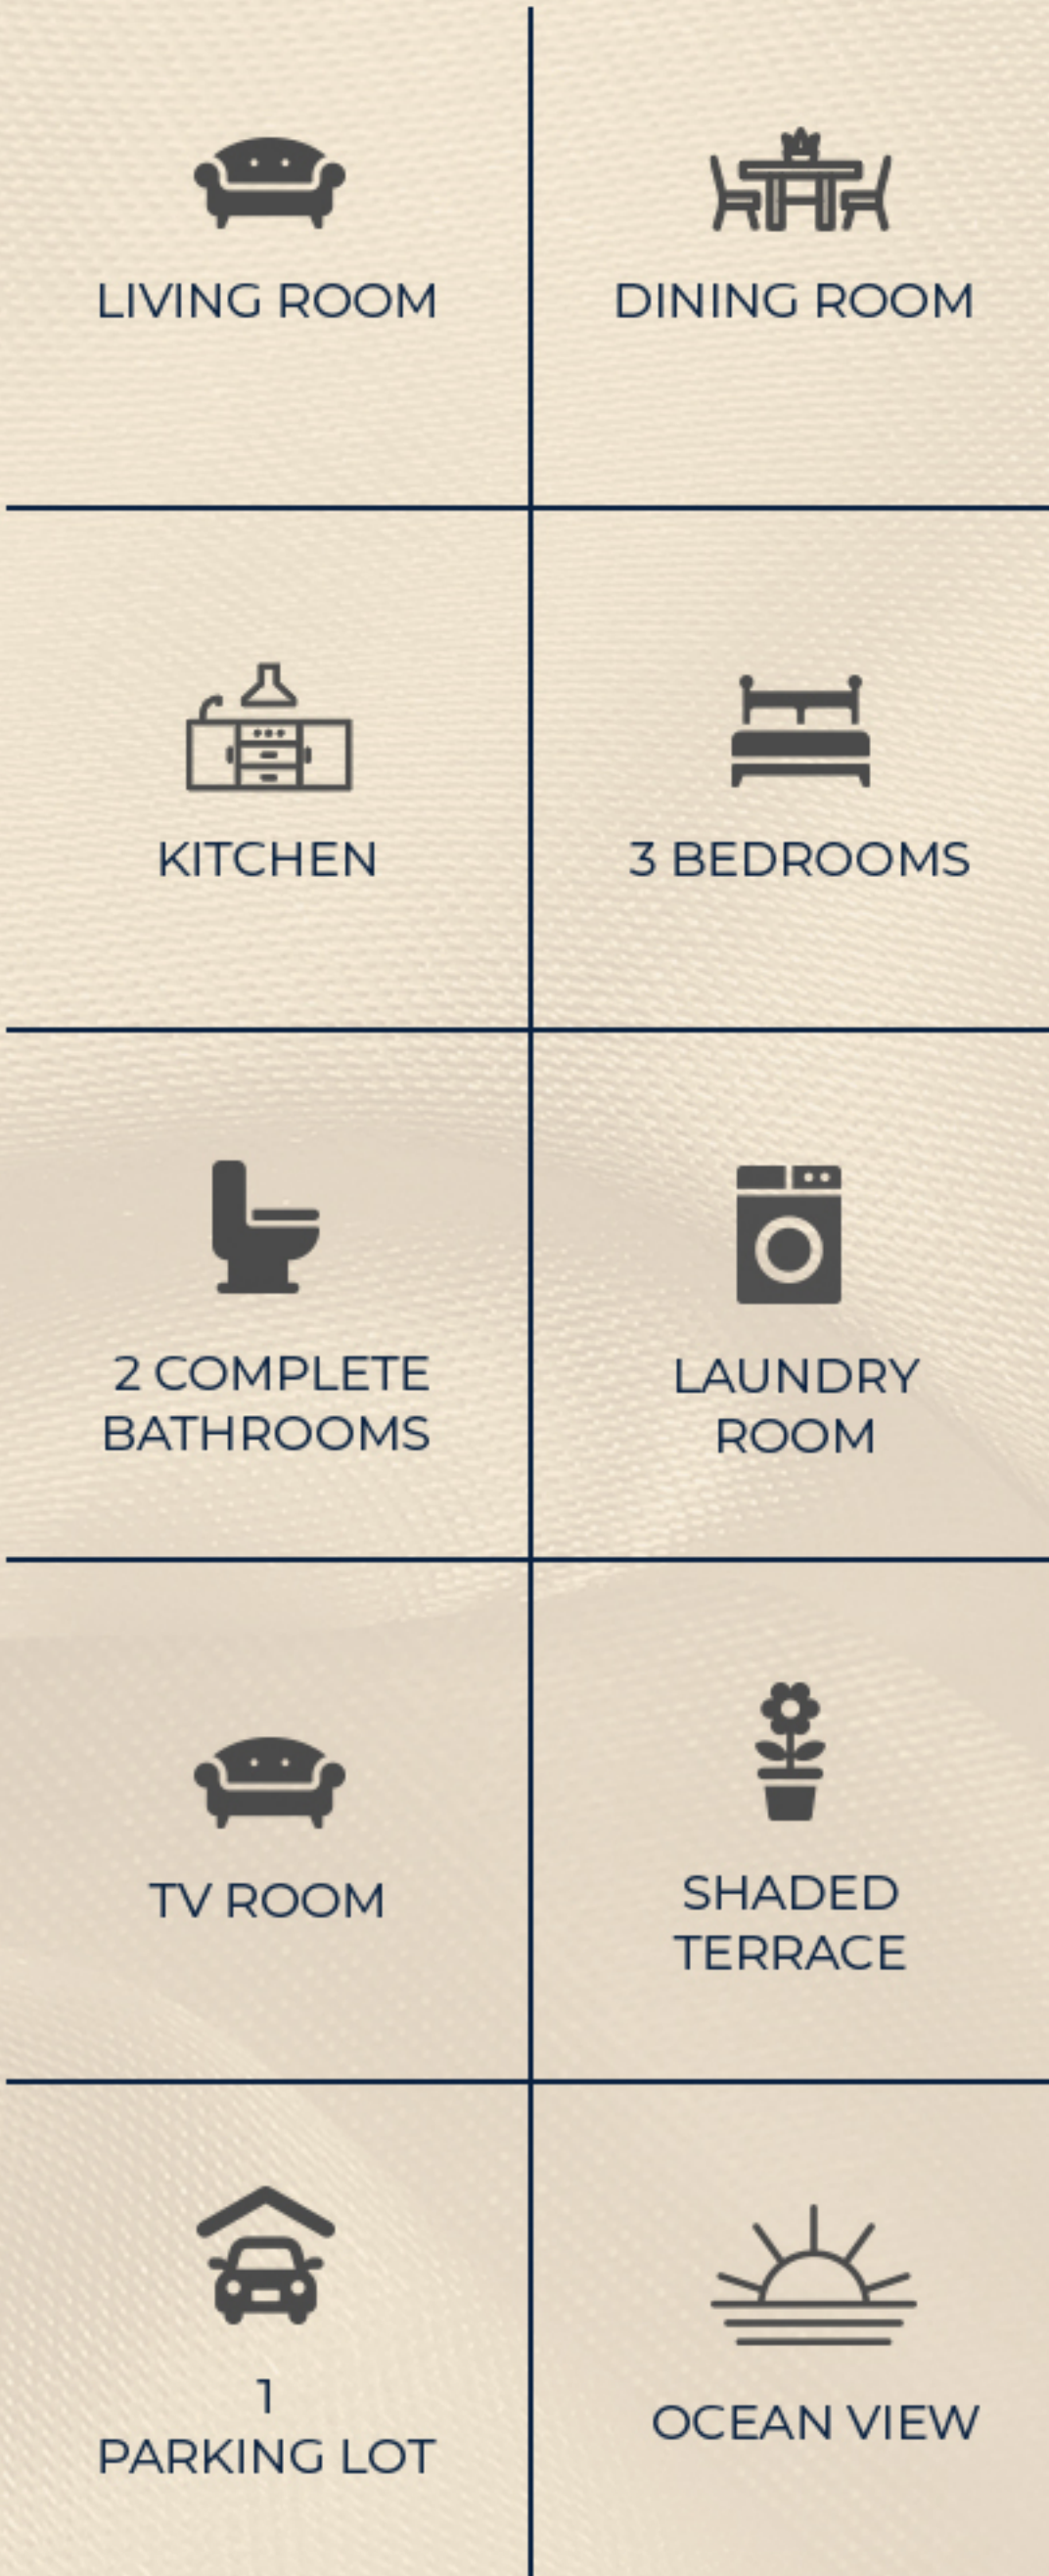 LIVING ROOM
DINING ROOM
KITCHEN
3 BEDROOMS
2 COMPLETE
BATHROOMS
LAUNDRY
ROOM
TV ROOM
SHADED
TERRACE
1
PARKING LOT
OCEAN VIEW